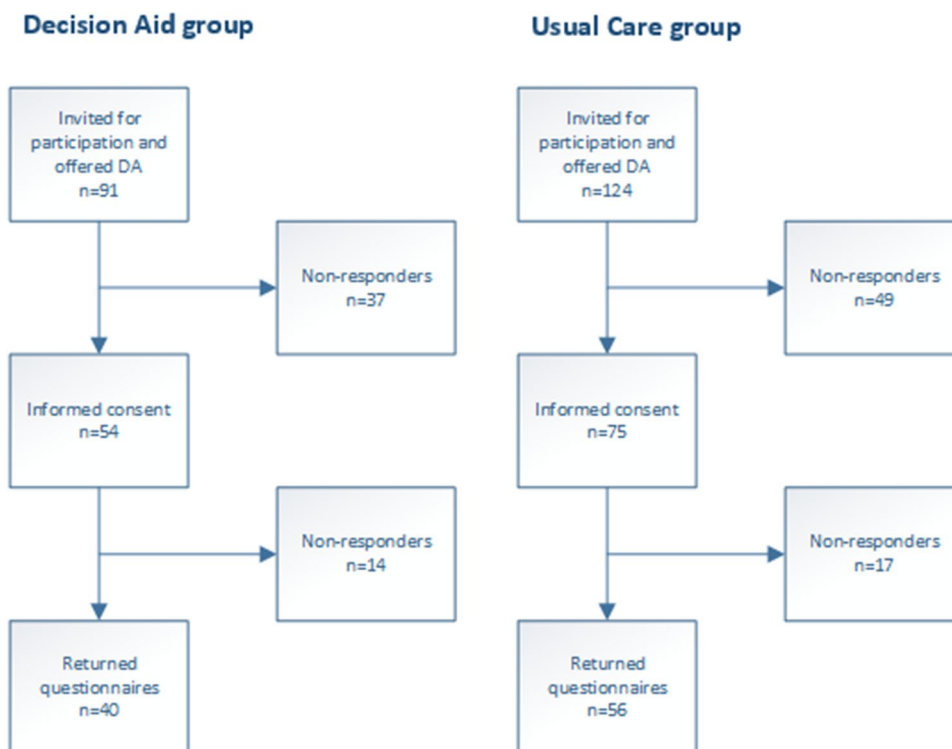 Decision Aid group
Invited for
participation and
offered DA
n=91
Non-responders
n=37
Informed consent
n=54
Non-responders
n=14
Returned
questionnaires
n=40
Usual Care group
Invited for
participation and
offered DA
n=124
Non-responders
n=49
Informed consent
n=75
Non-responders
n=17
Returned
questionnaires
n=56